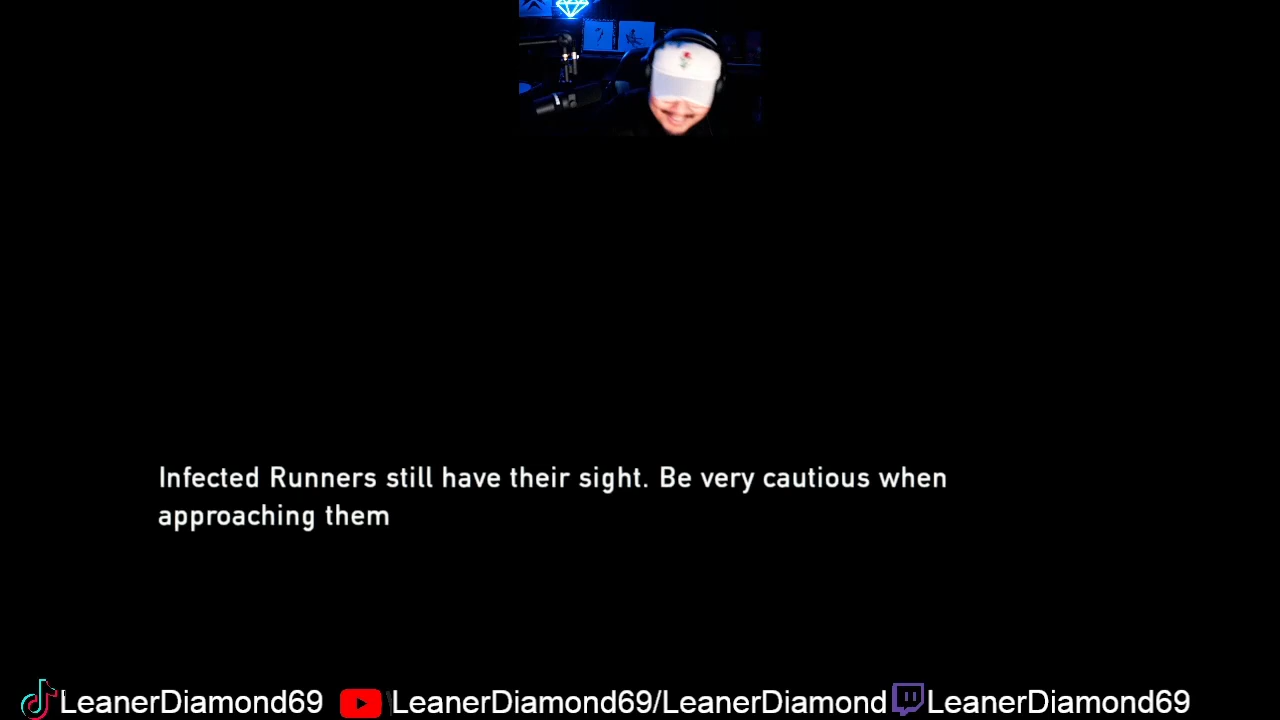 Infected Runners still have their sight. Be very cautious when
approaching them
LeanerDiamond69 LeanerDiamond69/LeanerDiamond LeanerDiamond69